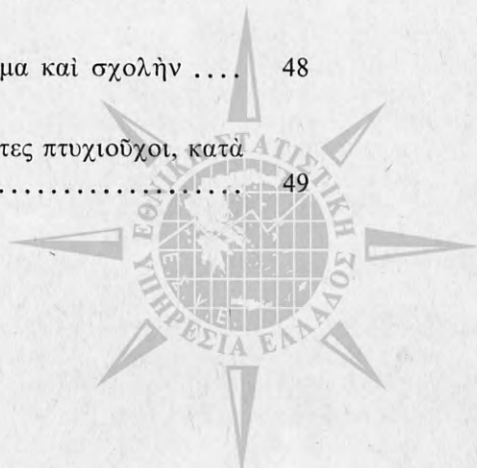 μα καὶ σχολὴν .... 48
τες πτυχιοῦχοι, κατὰ
..................... 49
ΕΘΝΙΚΗ ΣΤΑΤΙΣΤΙΚΗ
ΥΠΗΡΕΣΙΑ ΕΛΛΑΔΟΣ
Ε Σ Υ Ε